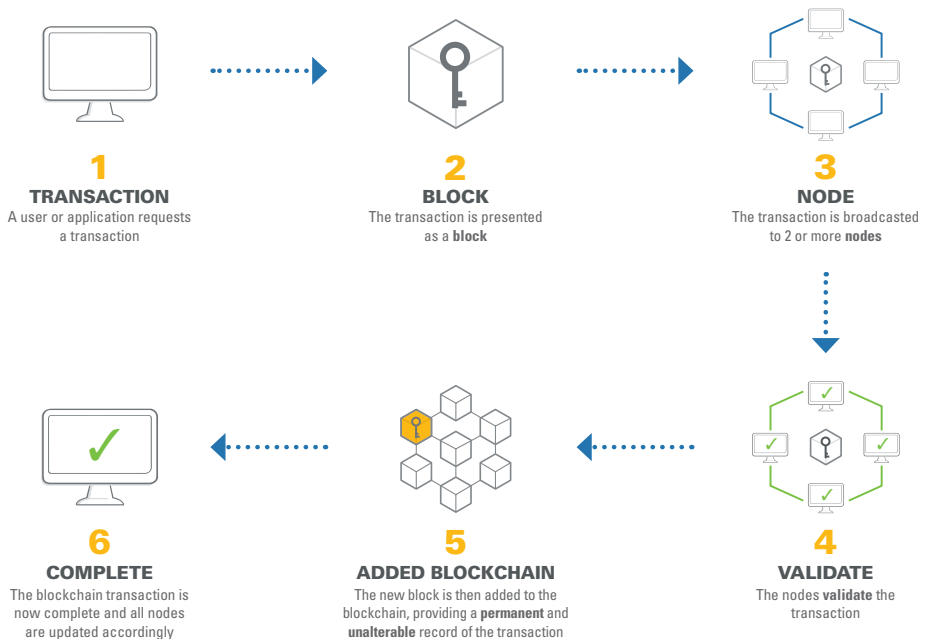 1
TRANSACTION
A user or application requests
a transaction
2
BLOCK
The transaction is presented
as a block
3
NODE
The transaction is broadcasted
to 2 or more nodes
4
VALIDATE
The nodes validate the
transaction
5
ADDED BLOCKCHAIN
The new block is then added to the
blockchain, providing a permanent and
unalterable record of the transaction
6
COMPLETE
The blockchain transaction is
now complete and all nodes
are updated accordingly